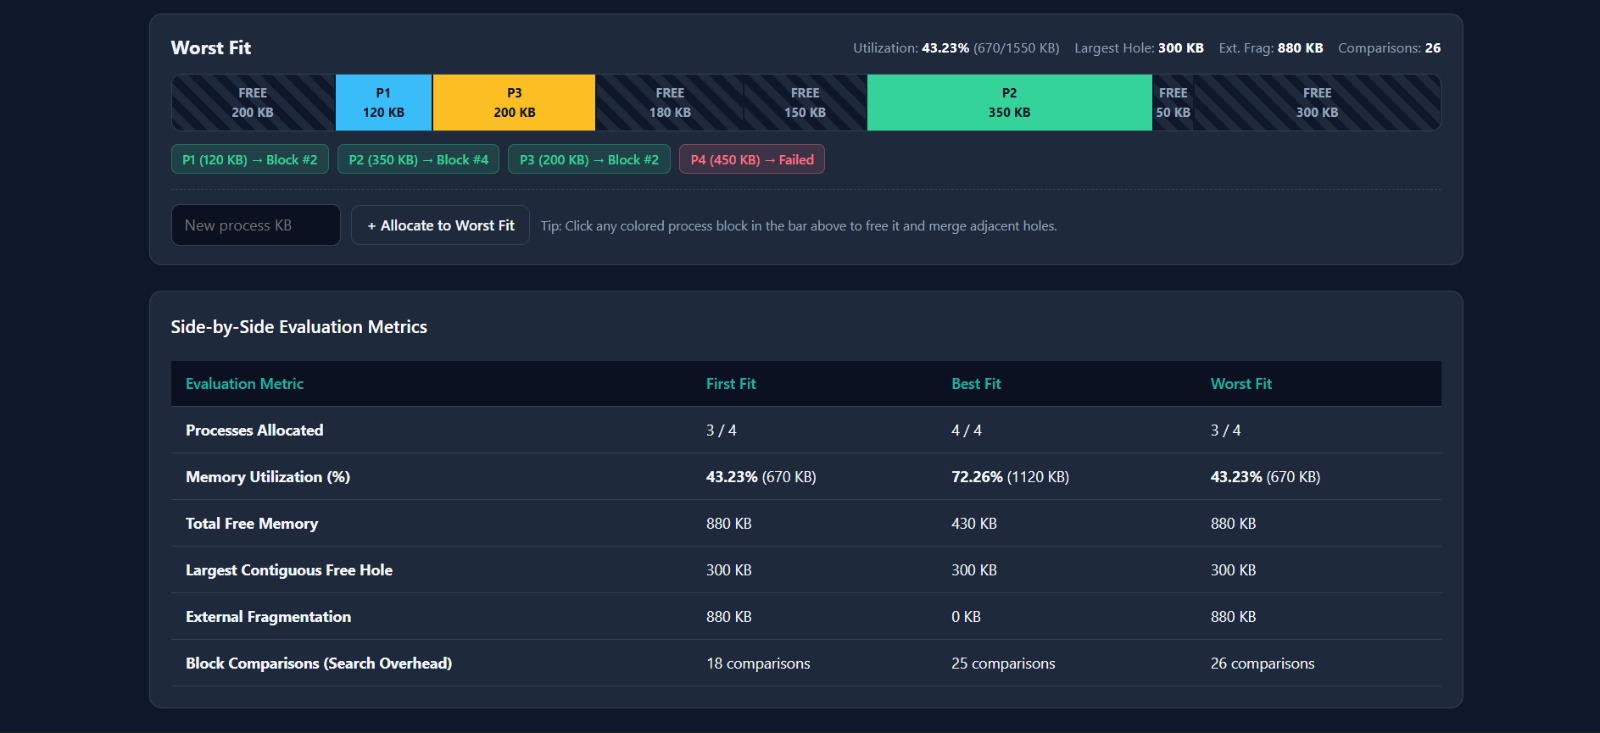 Worst Fit
Utilization: 43.23% (670/1550 KB) Largest Hole: 300 KB Ext. Frag: 880 KB Comparisons: 26
FREE P1 P3 FREE FREE P2 FREE FREE
200 KB 120 KB 200 KB 180 KB 150 KB 350 KB 50 KB 300 KB
P1 (120 KB) → Block #2 P2 (350 KB) → Block #4 P3 (200 KB) → Block #2 P4 (450 KB) → Failed
New process KB + Allocate to Worst Fit Tip: Click any colored process block in the bar above to free it and merge adjacent holes.
Side-by-Side Evaluation Metrics
Evaluation Metric First Fit Best Fit Worst Fit
Processes Allocated 3 / 4 4 / 4 3 / 4
Memory Utilization (%) 43.23% (670 KB) 72.26% (1120 KB) 43.23% (670 KB)
Total Free Memory 880 KB 430 KB 880 KB
Largest Contiguous Free Hole 300 KB 300 KB 300 KB
External Fragmentation 880 KB 0 KB 880 KB
Block Comparisons (Search Overhead) 18 comparisons 25 comparisons 26 comparisons